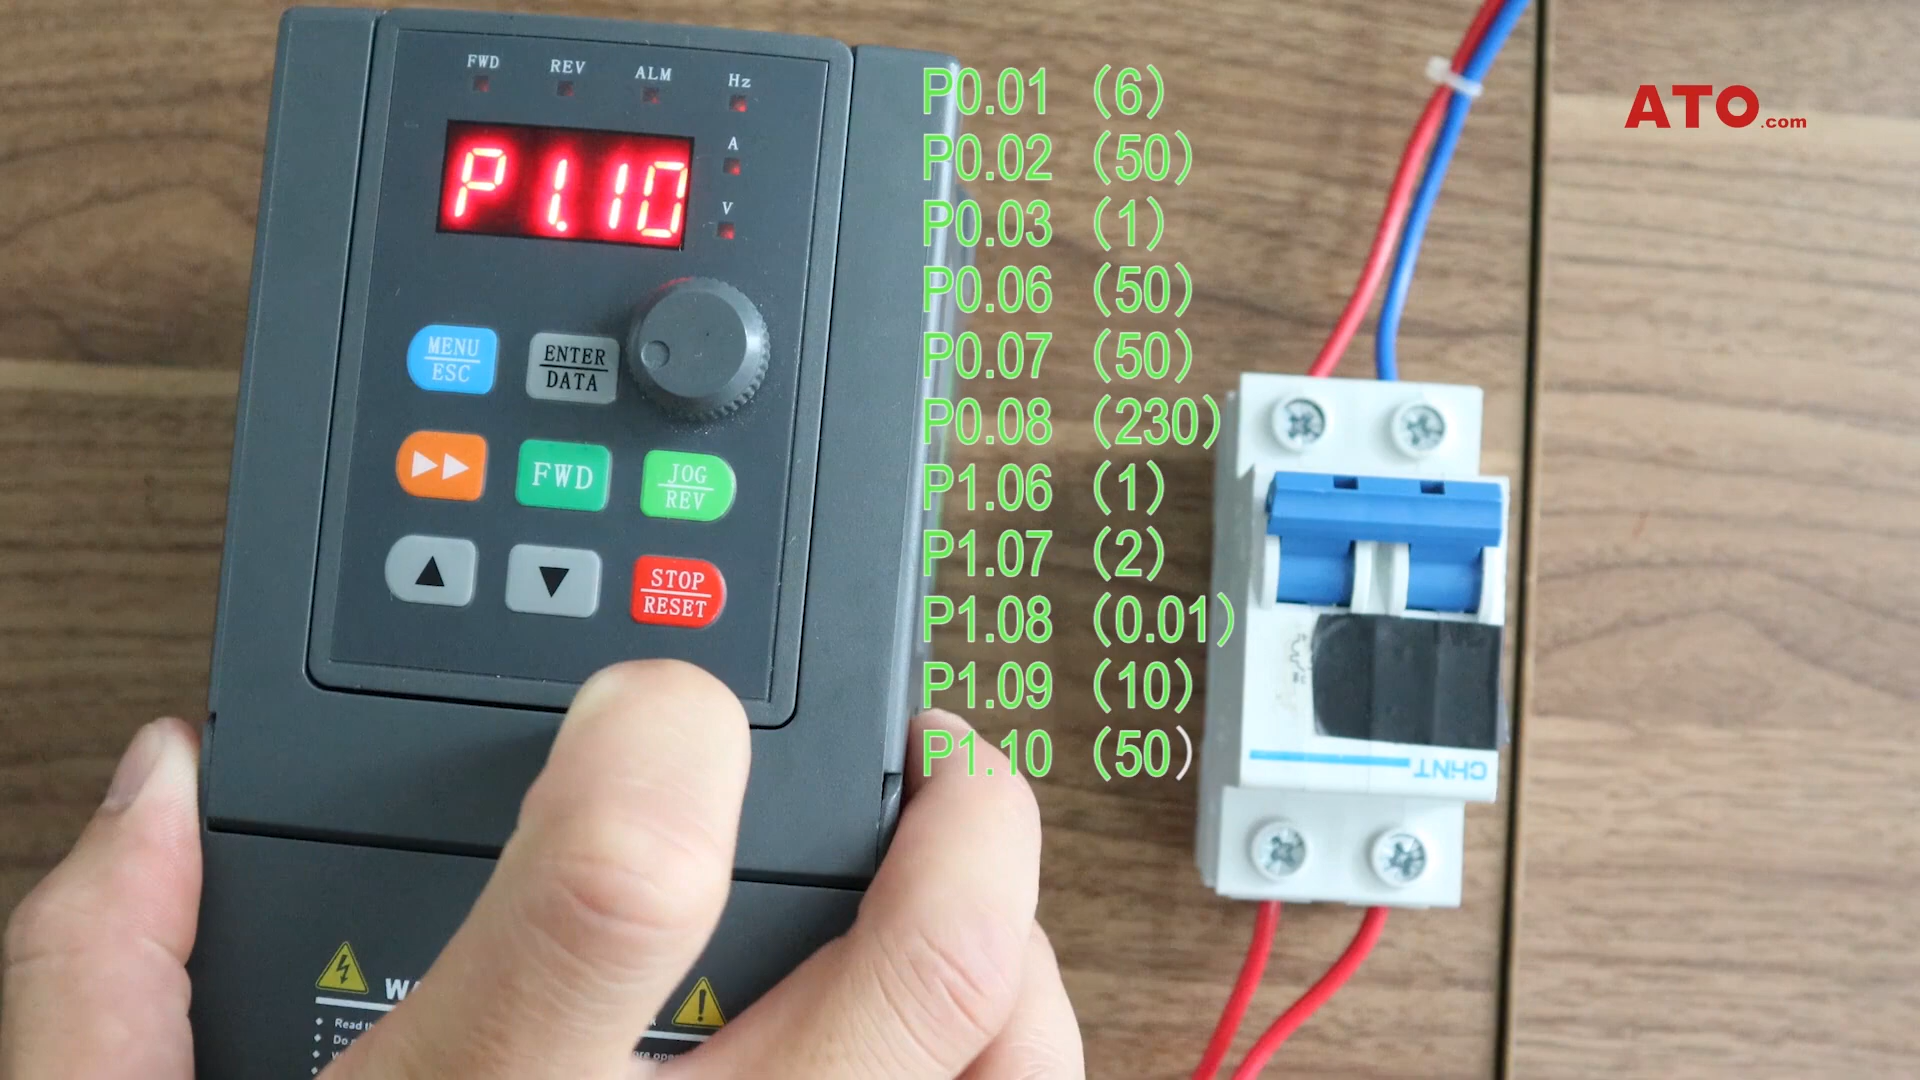 FWD REV ALM Hz
P1.10
A
V
MENU
ESC
ENTER
DATA
FWD
JOG
REV
STOP
RESET
P0.01 (6)
P0.02 (50)
P0.03 (1)
P0.06 (50)
P0.07 (50)
P0.08 (230)
P1.06 (1)
P1.07 (2)
P1.08 (0.01)
P1.09 (10)
P1.10 (50)
ATO.com
CHNT
Read